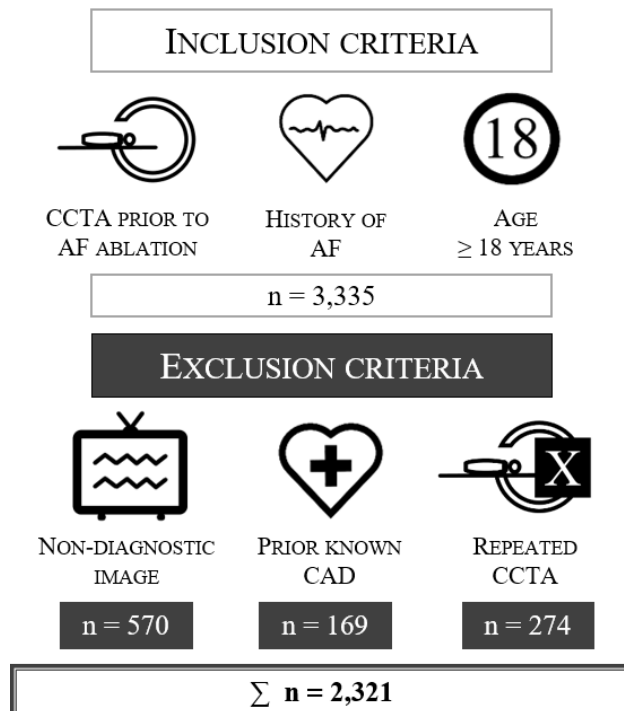 INCLUSION CRITERIA
18
CCTA PRIOR TO
AF ABLATION
HISTORY OF
AF
AGE
≥ 18 YEARS
n = 3,335
EXCLUSION CRITERIA
X
NON-DIAGNOSTIC
IMAGE
PRIOR KNOWN
CAD
REPEATED
CCTA
n = 570
n = 169
n = 274
∑ n = 2,321